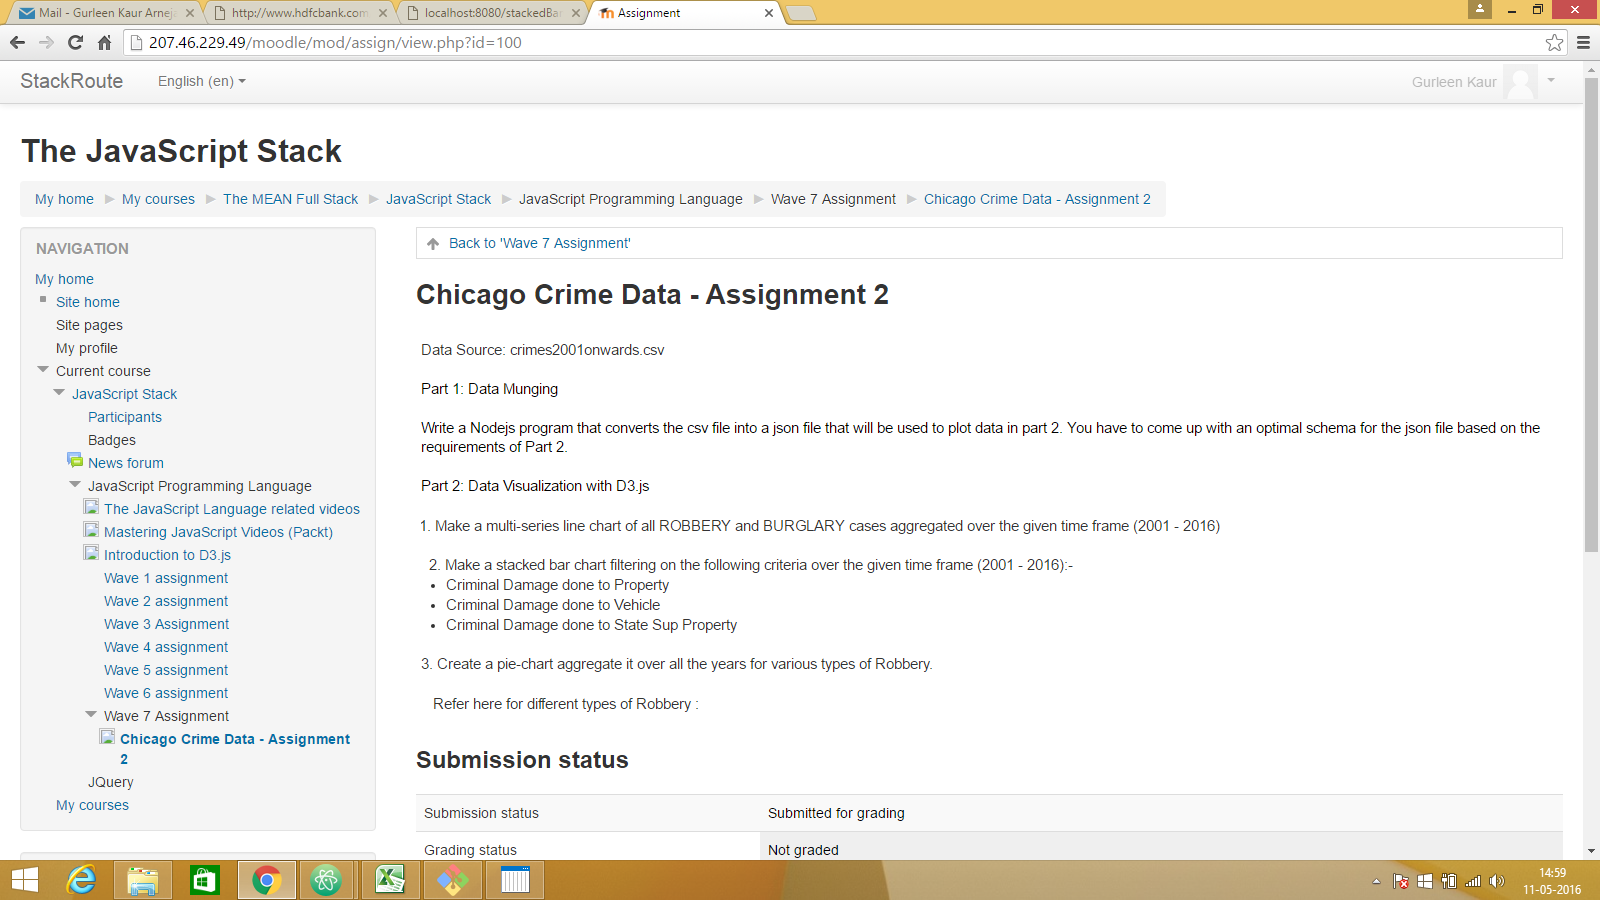 Mail - Gurleen Kaur Arneja
http://www.hdfcbank.com
localhost:8080/stackedBa
Assignment
207.46.229.49/moodle/mod/assign/view.php?id=100
StackRoute
English (en)
Gurleen Kaur
The JavaScript Stack
My home
My courses
The MEAN Full Stack
JavaScript Stack
JavaScript Programming Language
Wave 7 Assignment
Chicago Crime Data - Assignment 2
NAVIGATION
My home
Site home
Site pages
My profile
Current course
JavaScript Stack
Participants
Badges
News forum
JavaScript Programming Language
The JavaScript Language related videos
Mastering JavaScript Videos (Packt)
Introduction to D3.js
Wave 1 assignment
Wave 2 assignment
Wave 3 Assignment
Wave 4 assignment
Wave 5 assignment
Wave 6 assignment
Wave 7 Assignment
Chicago Crime Data - Assignment
2
JQuery
My courses
Back to 'Wave 7 Assignment'
Chicago Crime Data - Assignment 2
Data Source: crimes2001onwards.csv
Part 1: Data Munging
Write a Nodejs program that converts the csv file into a json file that will be used to plot data in part 2. You have to come up with an optimal schema for the json file based on the
requirements of Part 2.
Part 2: Data Visualization with D3.js
1. Make a multi-series line chart of all ROBBERY and BURGLARY cases aggregated over the given time frame (2001 - 2016)
2. Make a stacked bar chart filtering on the following criteria over the given time frame (2001 - 2016):-
• Criminal Damage done to Property
• Criminal Damage done to Vehicle
• Criminal Damage done to State Sup Property
3. Create a pie-chart aggregate it over all the years for various types of Robbery.
Refer here for different types of Robbery :
Submission status
Submission status
Submitted for grading
Grading status
Not graded
14:59
11-05-2016